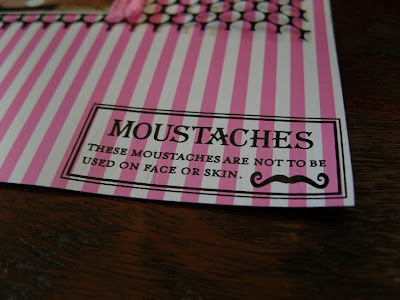 MOUSTACHES
THESE MOUSTACHES ARE NOT TO BE
USED ON FACE OR SKIN.